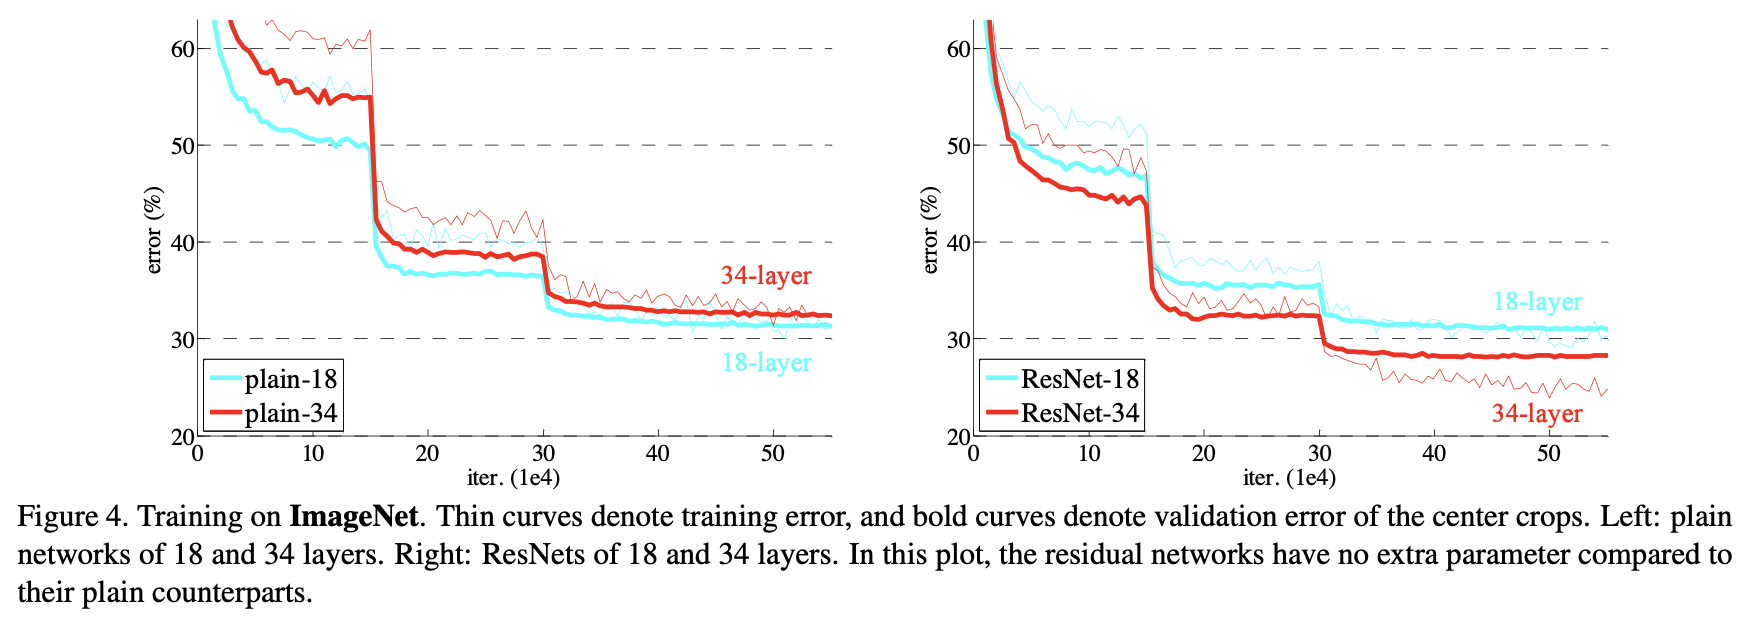 60
50
40
30
20
error (%)
34-layer
18-layer
plain-18
plain-34
0 10 20 30 40 50
iter. (1e4)
60
50
40
30
20
error (%)
18-layer
34-layer
ResNet-18
ResNet-34
0 10 20 30 40 50
iter. (1e4)
Figure 4. Training on ImageNet. Thin curves denote training error, and bold curves denote validation error of the center crops. Left: plain
networks of 18 and 34 layers. Right: ResNets of 18 and 34 layers. In this plot, the residual networks have no extra parameter compared to
their plain counterparts.